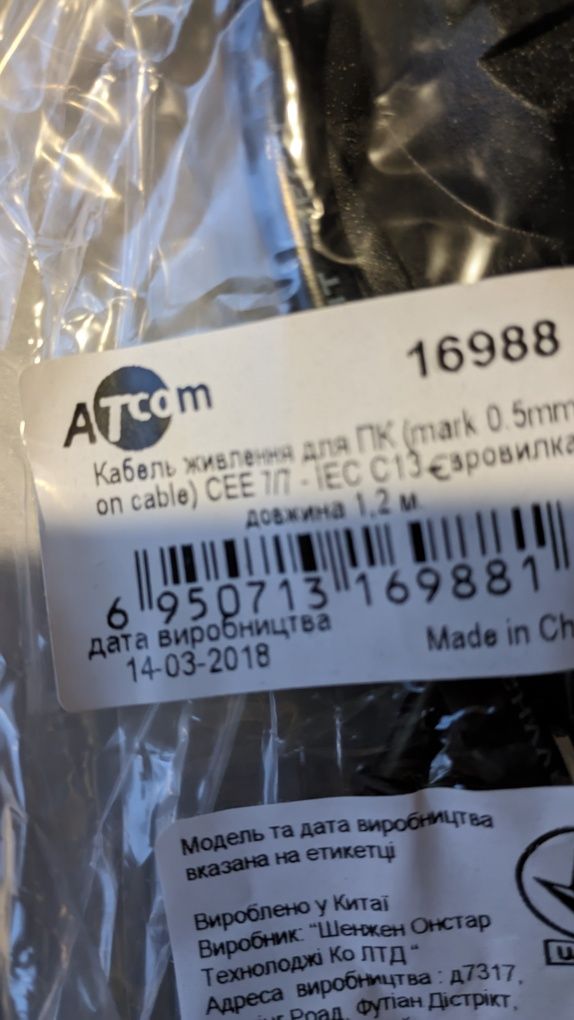 16988
ATcom
Кабель живлення для ПК (mark 0.5mm
on cable) CEE 7/7 - IEC C13 €вровилка
довжина 1,2 м.
6 950713 169881
дата виробництва
14-03-2018
Made in Ch
Модель та дата виробництва
вказана на етикетці
Вироблено у Китаї
Виробник: "Шенжен Онстар
Технолоджі Ко ЛТД "
Адреса виробництва : д7317,
Road, Футіан Дістрікт,